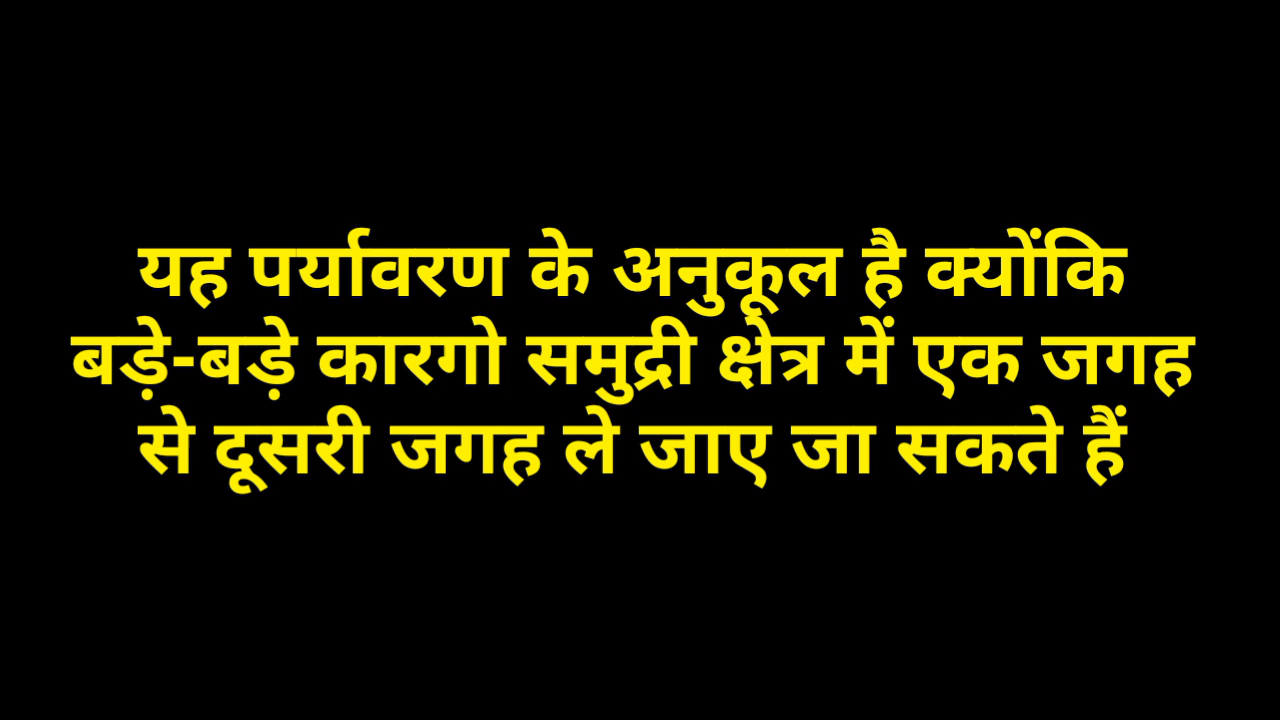 यह पर्यावरण के अनुकूल है क्योंकि
बड़े-बड़े कारगो समुद्री क्षेत्र में एक जगह
से दूसरी जगह ले जाए जा सकते हैं